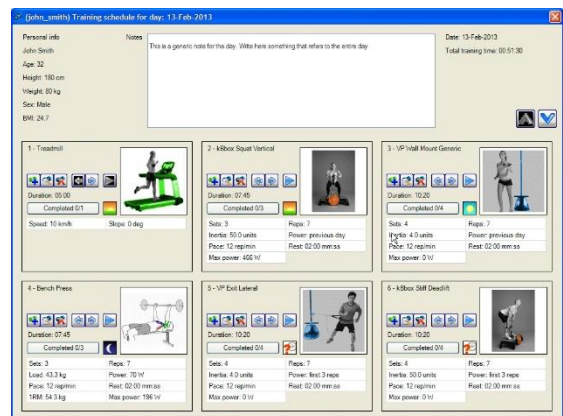 (john_smith) Training schedule for day: 13-Feb-2013
Personal info
John Smith
Age: 32
Height: 180 cm
Weight: 80 kg
Sex: Male
BMI: 24.7
Notes
This is a generic note for the day. Write here something that refers to the entire day
Date: 13-Feb-2013
Total training time: 00:51:30
1 - Treadmill
Duration: 05:00
Completed 0/1
Speed: 10 km/h Slope: 0 deg
2 - kBbox Squat Vertical
Duration: 07:45
Completed 0/3
Sets: 3 Reps: 7
Inertia: 50.0 units Power: previous day
Pace: 12 rep/min Rest: 02:00 mm:ss
Max power: 466 W
3 - VP Wall Mount Generic
Duration: 10:20
Completed 0/4
Sets: 4 Reps: 7
Inertia: 4.0 units Power: previous day
Pace: 12 rep/min Rest: 02:00 mm:ss
Max power: 0 W
4 - Bench Press
Duration: 07:45
Completed 0/3
Sets: 3 Reps: 7
Load: 43.3 kg Power: 70 W
Pace: 12 rep/min Rest: 02:00 mm:ss
1RM: 54.3 kg Max power: 196 W
5 - VP Exit Lateral
Duration: 10:20
Completed 0/4
Sets: 4 Reps: 7
Inertia: 4.0 units Power: first 3 reps
Pace: 12 rep/min Rest: 02:00 mm:ss
Max power: 0 W
6 - kBbox Stiff Deadlift
Duration: 10:20
Completed 0/4
Sets: 4 Reps: 7
Inertia: 50.0 units Power: first 3 reps
Pace: 12 rep/min Rest: 02:00 mm:ss
Max power: 0 W